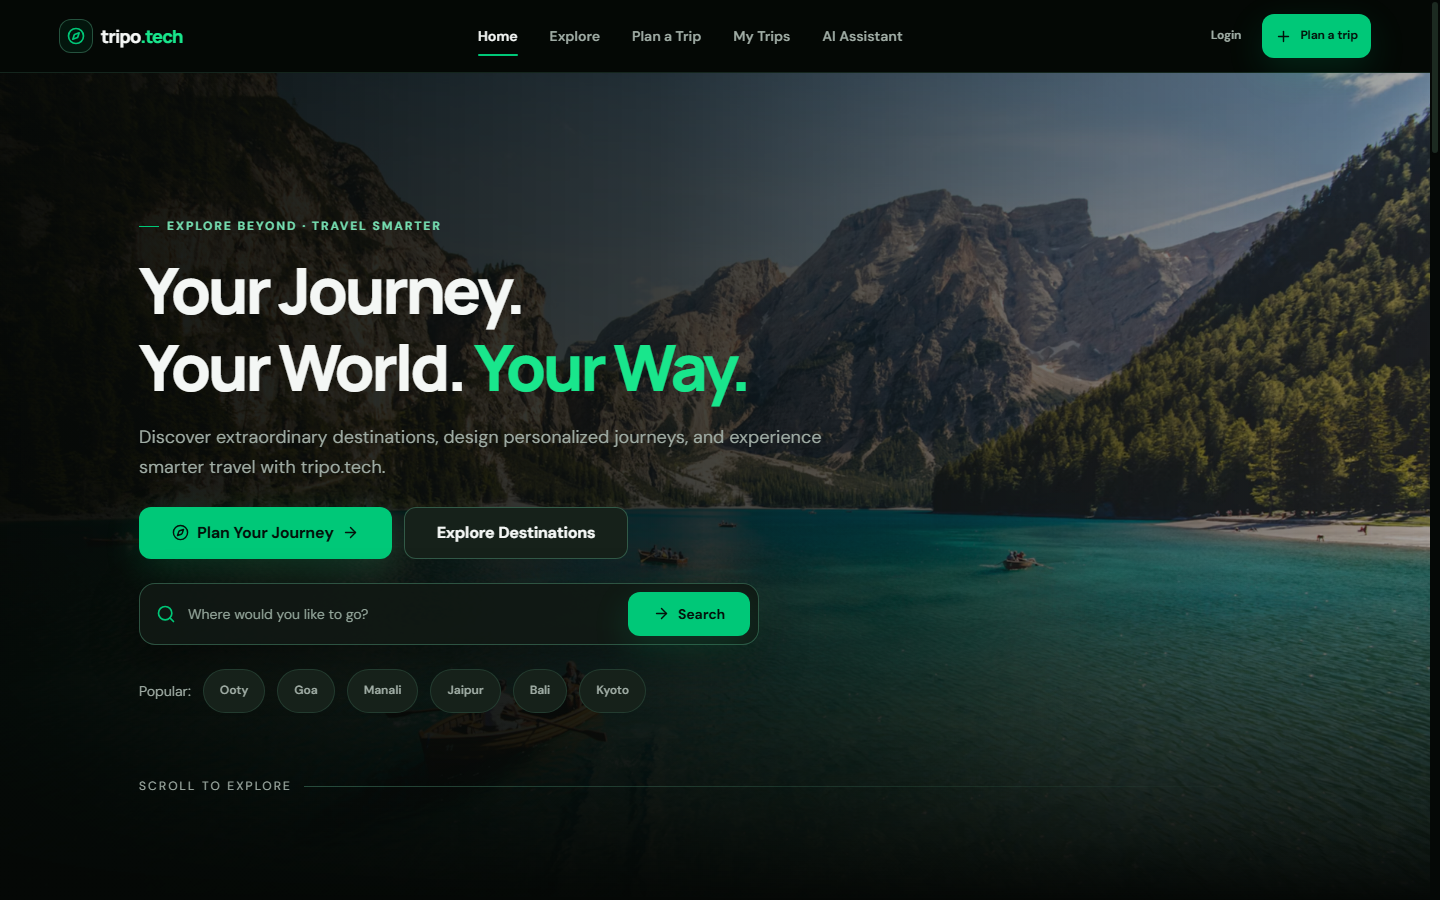 tripo.tech
Home
Explore
Plan a Trip
My Trips
AI Assistant
Login
Plan a trip
EXPLORE BEYOND · TRAVEL SMARTER
Your Journey.
Your World. Your Way.
Discover extraordinary destinations, design personalized journeys, and experience
smarter travel with tripo.tech.
Plan Your Journey
Explore Destinations
Where would you like to go?
Search
Popular:
Ooty
Goa
Manali
Jaipur
Bali
Kyoto
SCROLL TO EXPLORE